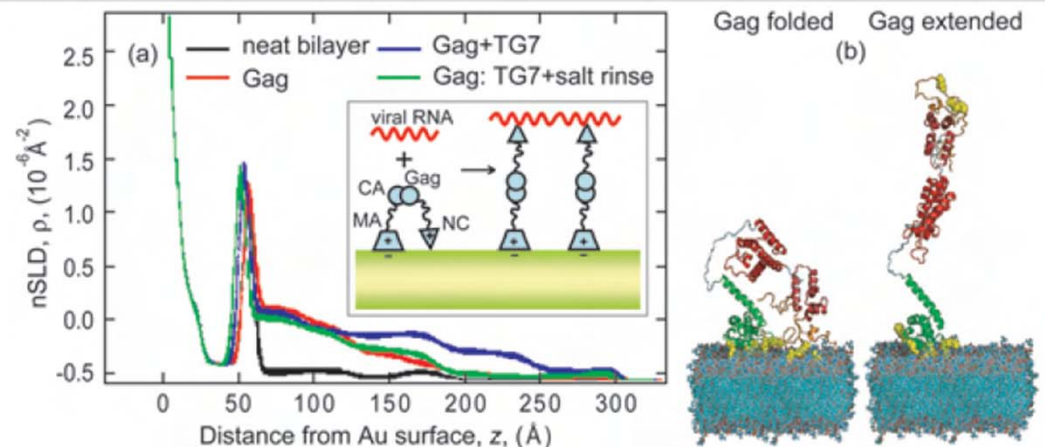 Gag folded Gag extended
(b)
(a)
neat bilayer
Gag
Gag+TG7
Gag: TG7+salt rinse
viral RNA
+
Gag
CA
MA
NC
+
+
+
+
−
−
−
2.5
2.0
1.5
1.0
0.5
0.0
-0.5
nSLD, ρ, (10⁻⁶Å⁻²)
0 50 100 150 200 250 300
Distance from Au surface, z, (Å)